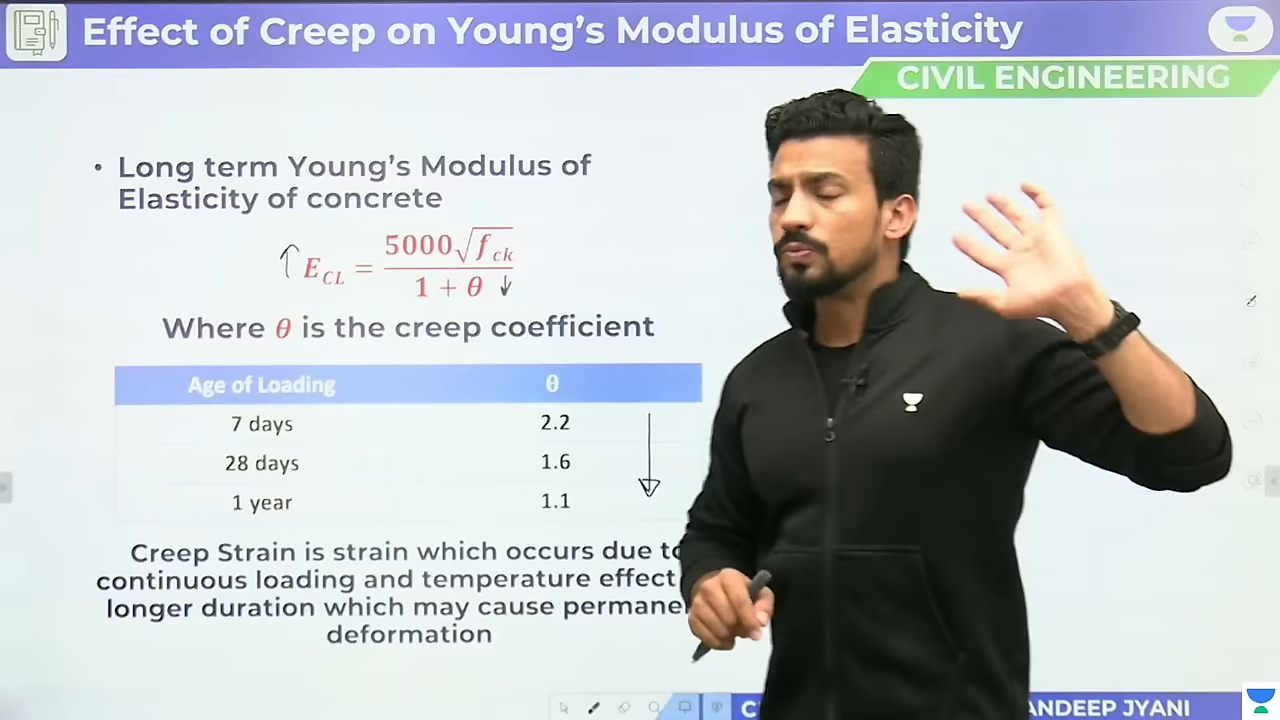 Effect of Creep on Young's Modulus of Elasticity
CIVIL ENGINEERING
• Long term Young's Modulus of
Elasticity of concrete
↑ E_CL = 5000√f_ck / 1 + θ ↓
Where θ is the creep coefficient
Age of Loading θ
7 days 2.2
28 days 1.6
1 year 1.1
Creep Strain is strain which occurs due to
continuous loading and temperature effect
longer duration which may cause
deformation
ANDEEP JYANI